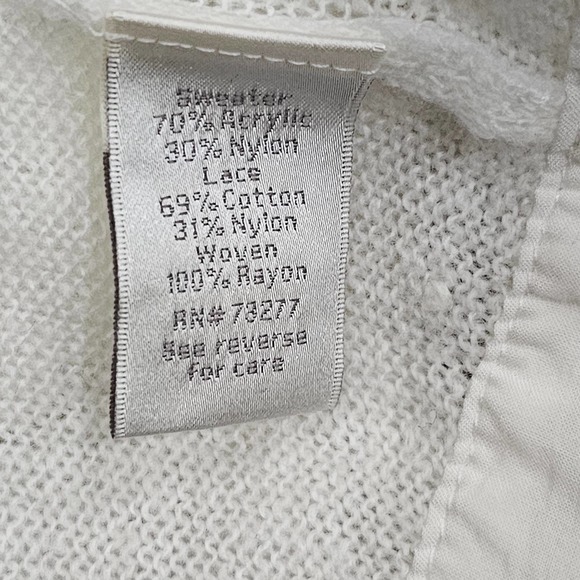 Sweater
70% Acrylic
30% Nylon
Lace
69% Cotton
31% Nylon
Woven
100% Rayon
RN# 73277
See reverse
for care